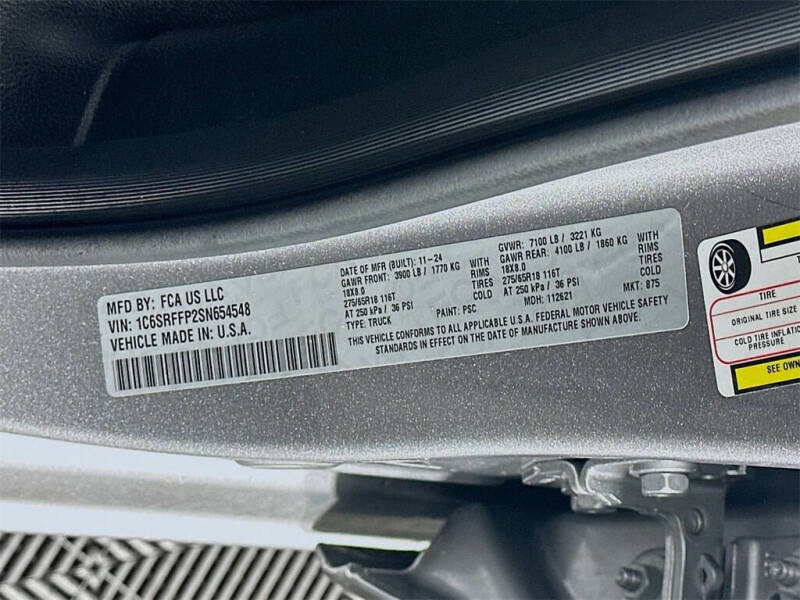 MFD BY: FCA US LLC
VIN: 1C6SRFFP2SN654548
VEHICLE MADE IN: U.S.A.
DATE OF MFR (BUILT): 11-24
GAWR FRONT: 3900 LB / 1770 KG WITH
18X8.0 RIMS
275/65R18 116T TIRES
AT 250 kPa / 36 PSI COLD
TYPE: TRUCK PAINT: PSC
GVWR: 7100 LB / 3221 KG
GAWR REAR: 4100 LB / 1860 KG WITH
18X8.0 RIMS
275/65R18 116T TIRES
AT 250 kPa / 36 PSI COLD
MDH: 112621 MKT: 875
THIS VEHICLE CONFORMS TO ALL APPLICABLE U.S.A. FEDERAL MOTOR VEHICLE SAFETY
STANDARDS IN EFFECT ON THE DATE OF MANUFACTURE SHOWN ABOVE.
TIRE
ORIGINAL TIRE SIZE
COLD TIRE
PRESSURE
SEE